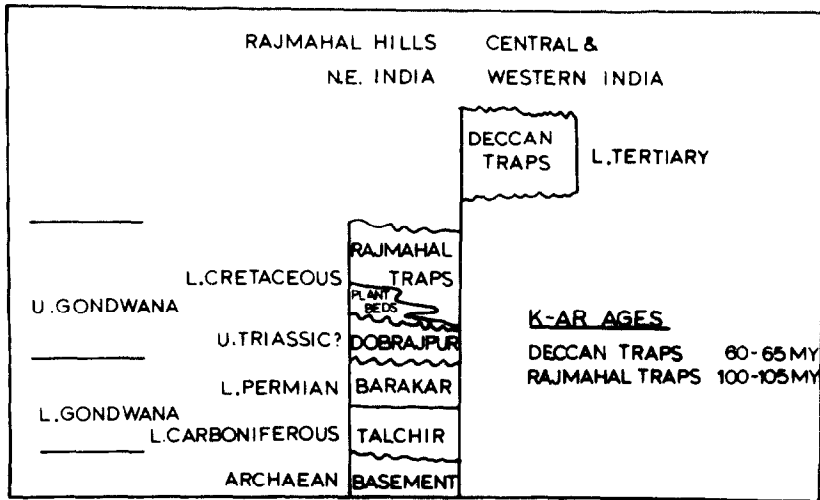 RAJMAHAL HILLS
N.E. INDIA
CENTRAL &
WESTERN INDIA
DECCAN
TRAPS
L.TERTIARY
RAJMAHAL
TRAPS
L.CRETACEOUS
PLANT
BEDS
U.GONDWANA
U.TRIASSIC?
DOBRAJPUR
L.PERMIAN
BARAKAR
L.GONDWANA
L.CARBONIFEROUS
TALCHIR
ARCHAEAN
BASEMENT
K-AR AGES
DECCAN TRAPS 60-65MY
RAJMAHAL TRAPS 100-105MY